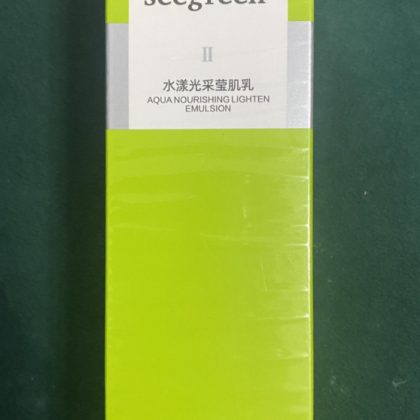 seegreen
II
水漾光采莹肌乳
AQUA NOURISHING LIGHTEN
EMULSION